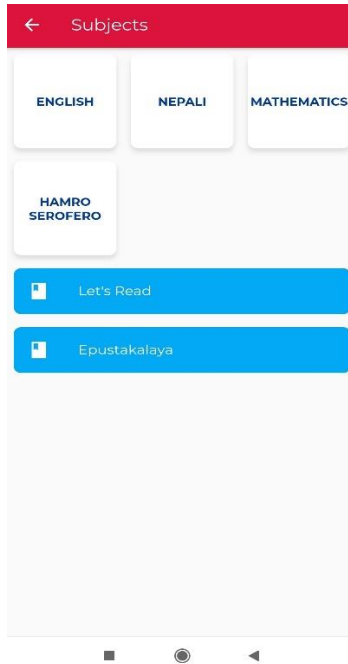 Subjects
ENGLISH
NEPALI
MATHEMATICS
HAMRO
SEROFERO
Let's Read
Epustakalaya